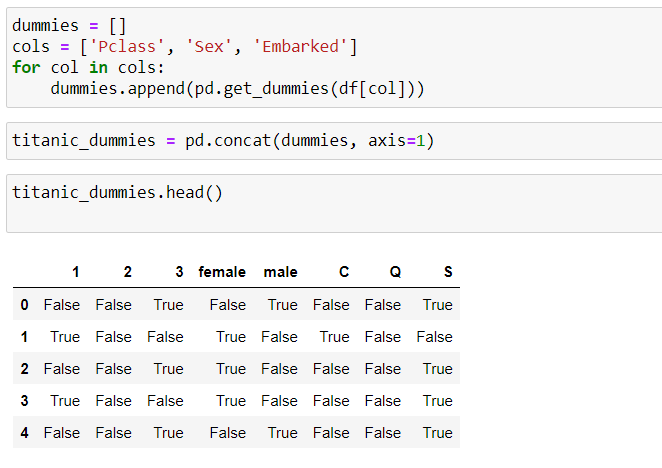 dummies = []
cols = ['Pclass', 'Sex', 'Embarked']
for col in cols:
    dummies.append(pd.get_dummies(df[col]))
titanic_dummies = pd.concat(dummies, axis=1)
titanic_dummies.head()
1 2 3 female male C Q S
0 False False True False True False False True
1 True False False True False True False False
2 False False True True False False False True
3 True False False True False False False True
4 False False True False True False False True